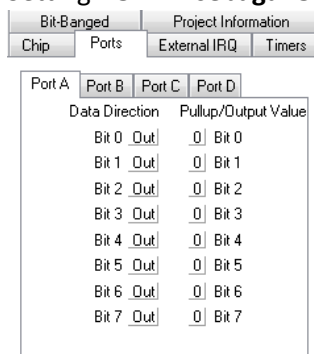 Bit-Banged Project Information
Chip Ports External IRQ Timers
Port A Port B Port C Port D
Data Direction Pullup/Output Value
Bit 0 Out 0 Bit 0
Bit 1 Out 0 Bit 1
Bit 2 Out 0 Bit 2
Bit 3 Out 0 Bit 3
Bit 4 Out 0 Bit 4
Bit 5 Out 0 Bit 5
Bit 6 Out 0 Bit 6
Bit 7 Out 0 Bit 7